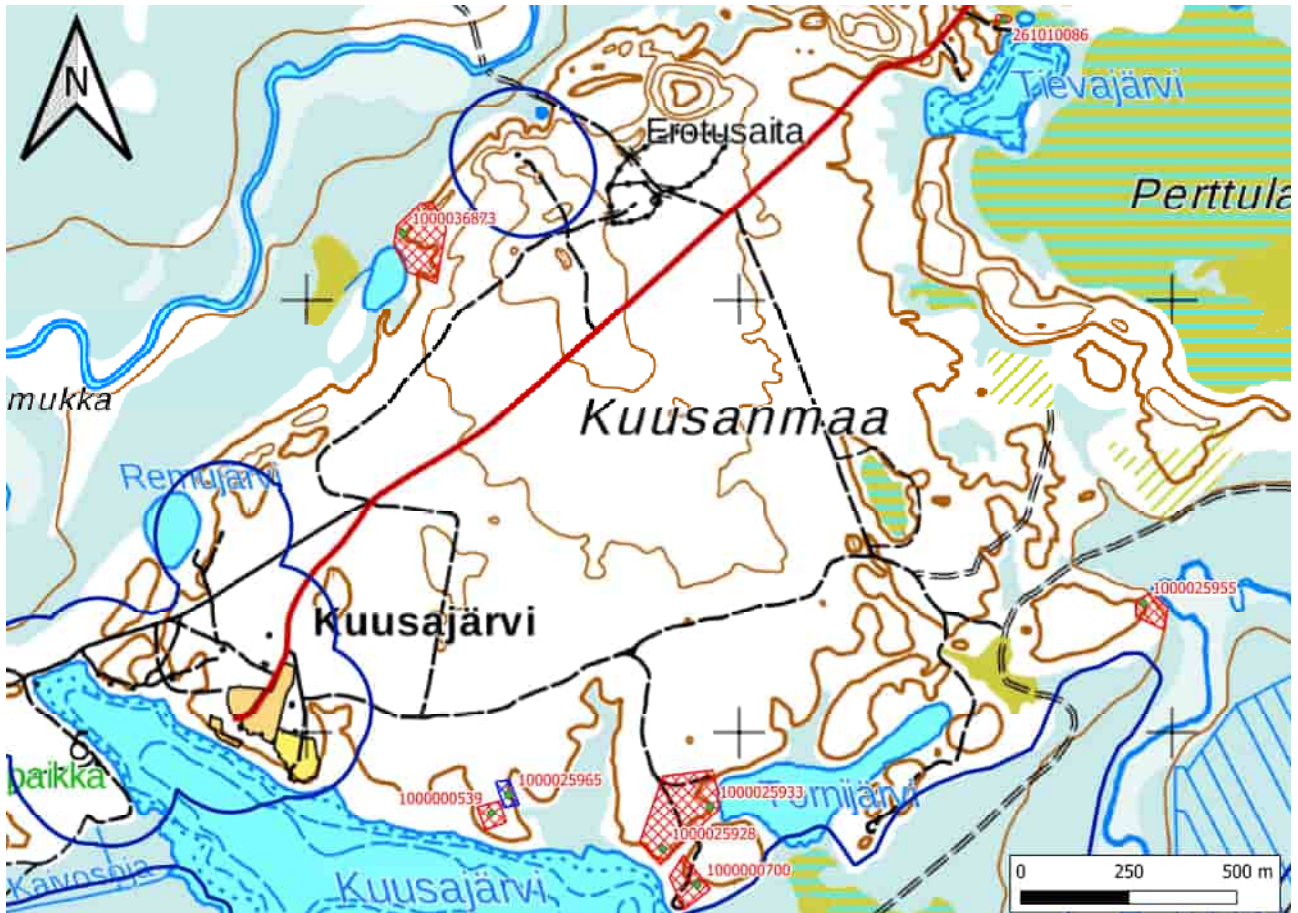 N
261010086
Tievajärvi
Erotusaita
Perttula
1000036873
mukka
Kuusanmaa
Remujärvi
1000025955
Kuusajärvi
paikka
1000025965
1000000539
1000025933
Tornijärvi
1000025928
1000000700
Kaivosoja
Kuusajärvi
0 250 500 m